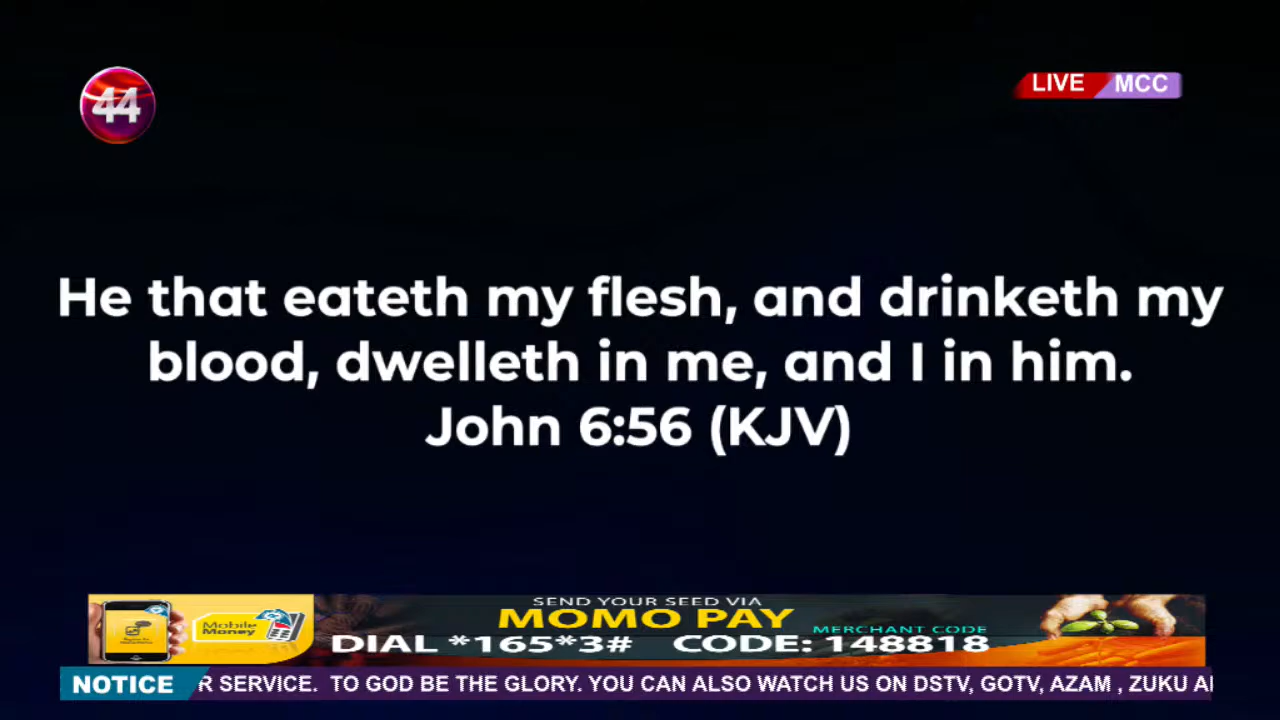 44
LIVE MCC
He that eateth my flesh, and drinketh my
blood, dwelleth in me, and I in him.
John 6:56 (KJV)
SEND YOUR SEED VIA
MOMO PAY
MERCHANT CODE
Mobile
Money
DIAL *165*3# CODE: 148818
NOTICE R SERVICE. TO GOD BE THE GLORY. YOU CAN ALSO WATCH US ON DSTV, GOTV, AZAM , ZUKU